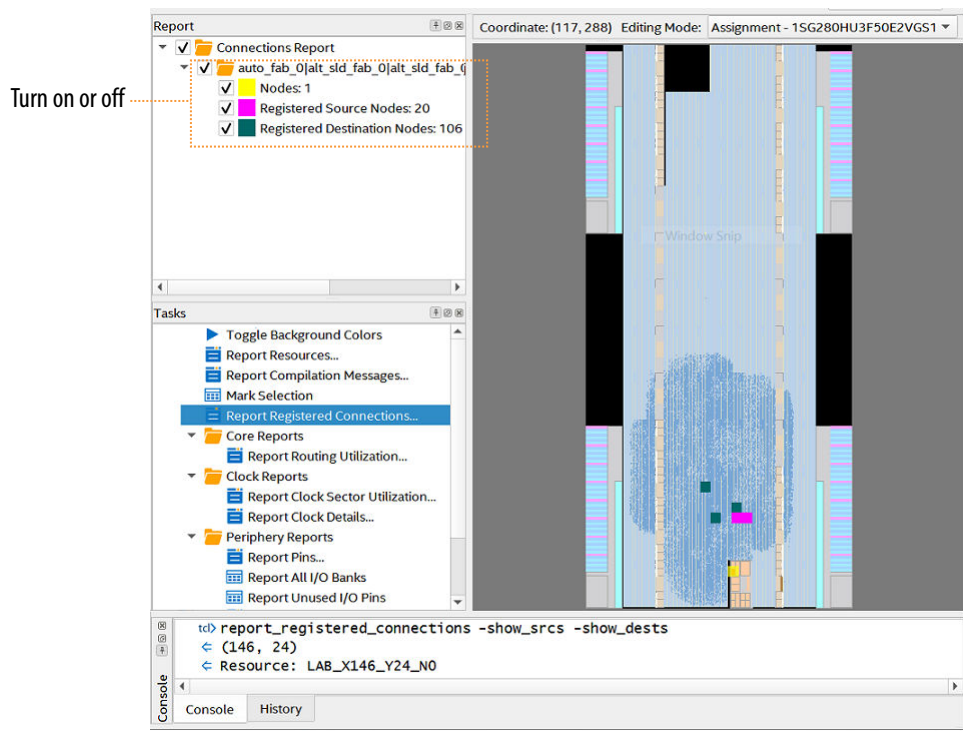 Report
Coordinate: (117, 288) Editing Mode: Assignment - 1SG280HU3F50E2VGS1
Connections Report
auto_fab_0|alt_sld_fab_0|alt_sld_fab_(
Turn on or off
Nodes: 1
Registered Source Nodes: 20
Registered Destination Nodes: 106
Window Snip
Tasks
Toggle Background Colors
Report Resources...
Report Compilation Messages...
Mark Selection
Report Registered Connections...
Core Reports
Report Routing Utilization...
Clock Reports
Report Clock Sector Utilization...
Report Clock Details...
Periphery Reports
Report Pins...
Report All I/O Banks
Report Unused I/O Pins
tcl> report_registered_connections -show_srcs -show_dests
(146, 24)
Resource: LAB_X146_Y24_N0
Console
Console History